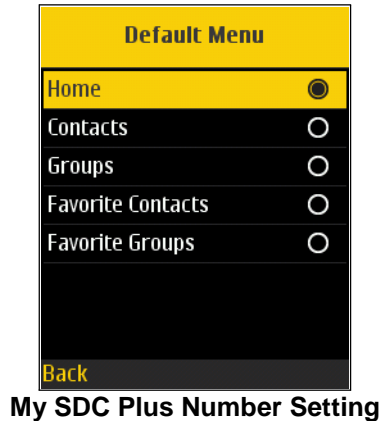 Default Menu
Home
Contacts
Groups
Favorite Contacts
Favorite Groups
Back
My SDC Plus Number Setting